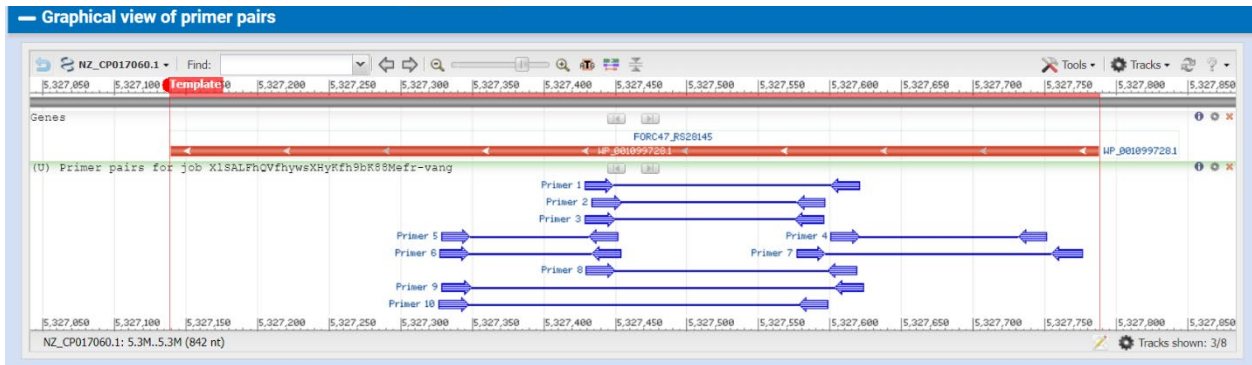 Graphical view of primer pairs
NZ_CP017060.1 Find: Tools Tracks ?
5,327,050 5,327,100 Template 5,327,200 5,327,250 5,327,300 5,327,350 5,327,400 5,327,450 5,327,500 5,327,550 5,327,600 5,327,650 5,327,700 5,327,750 5,327,800 5,327,850
Genes
FORC47_RS28145
WP_001099728.1 WP_001099728.1
(U) Primer pairs for job
Primer 1
Primer 2
Primer 3
Primer 5 Primer 4
Primer 6 Primer 7
Primer 8
Primer 9
Primer 10
5,327,050 5,327,100 5,327,150 5,327,200 5,327,250 5,327,300 5,327,350 5,327,400 5,327,450 5,327,500 5,327,550 5,327,600 5,327,650 5,327,700 5,327,750 5,327,800 5,327,850
NZ_CP017060.1: 5.3M..5.3M (842 nt) Tracks shown: 3/8